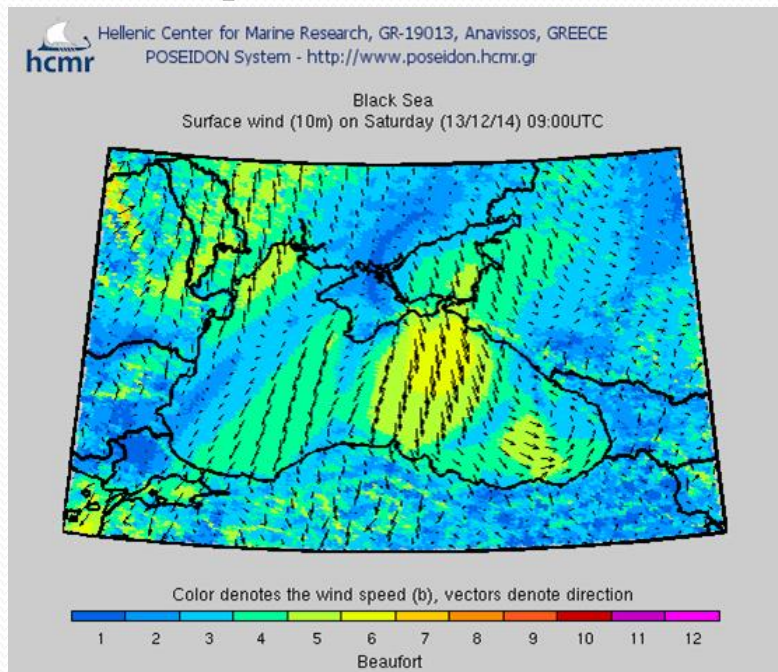 Hellenic Center for Marine Research, GR-19013, Anavissos, GREECE
hcmr
POSEIDON System - http://www.poseidon.hcmr.gr
Black Sea
Surface wind (10m) on Saturday (13/12/14) 09:00UTC
Color denotes the wind speed (b), vectors denote direction
1 2 3 4 5 6 7 8 9 10 11 12
Beaufort